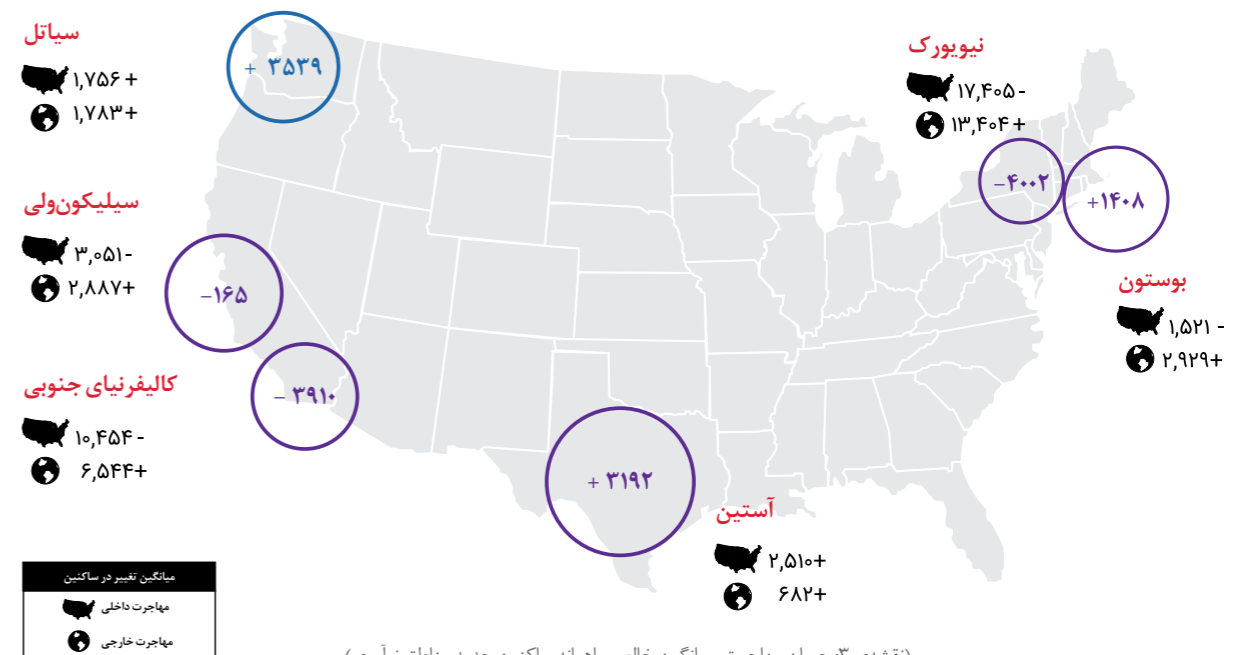 سیاتل
۱,۷۵۶ +
۱,۷۸۳+
+ ۳۵۳۹
نیویورک
۱۷,۴۰۵ -
۱۳,۴۰۴ +
–۴۰۰۲
+۱۴۰۸
سیلیکون‌ولی
۳,۰۵۱-
۲,۸۸۷+
–۱۶۵
بوستون
۱,۵۲۱ -
۲,۹۲۹+
کالیفرنیای جنوبی
۱۰,۴۵۴ -
۶,۵۴۴+
– ۳۹۱۰
+ ۳۱۹۲
آستین
۲,۵۱۰+
۶۸۲+
میانگین تغییر در ساکنین
مهاجرت داخلی
مهاجرت خارجی